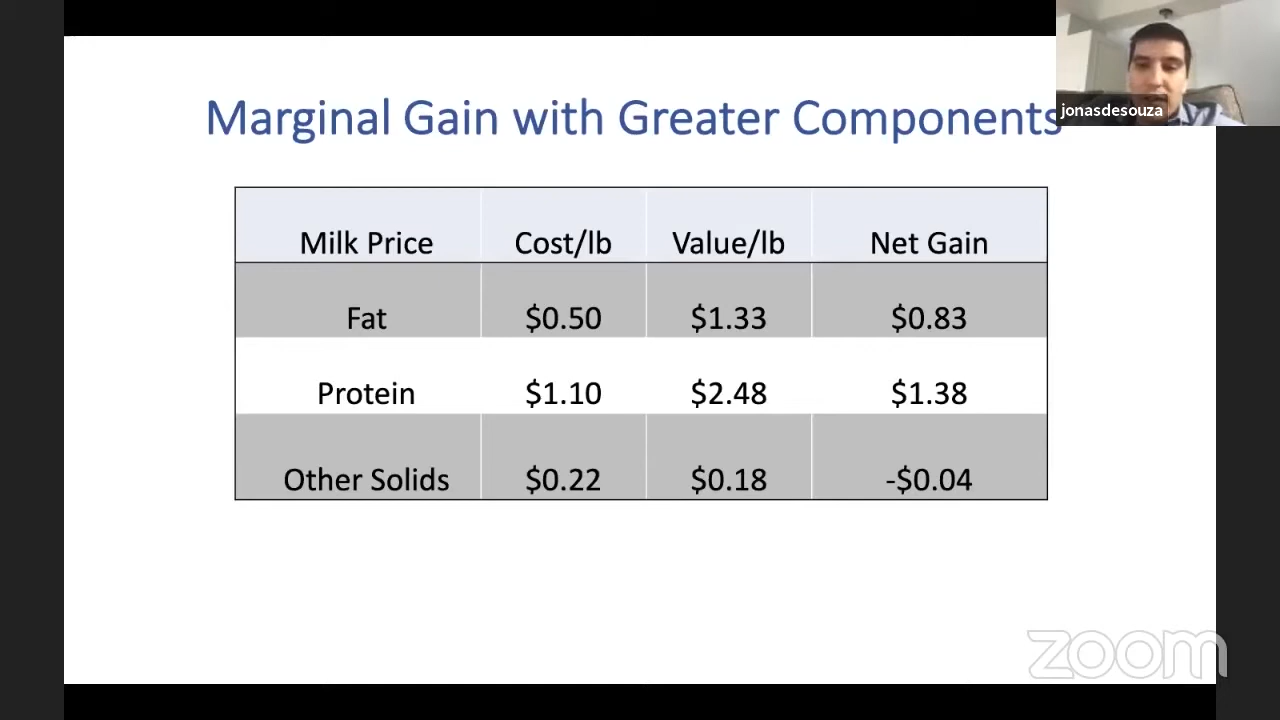 Marginal Gain with Greater Components
jonasdesouza
Milk Price Cost/lb Value/lb Net Gain
Fat $0.50 $1.33 $0.83
Protein $1.10 $2.48 $1.38
Other Solids $0.22 $0.18 -$0.04
zoom